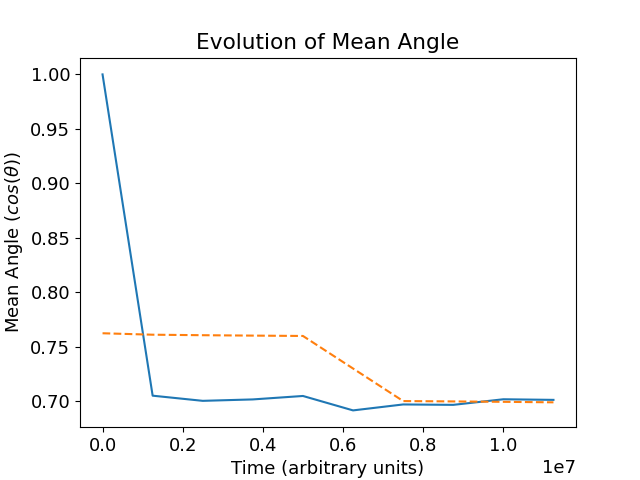 Evolution of Mean Angle
Mean Angle (cos(θ))
1.00
0.95
0.90
0.85
0.80
0.75
0.70
0.0 0.2 0.4 0.6 0.8 1.0
1e7
Time (arbitrary units)